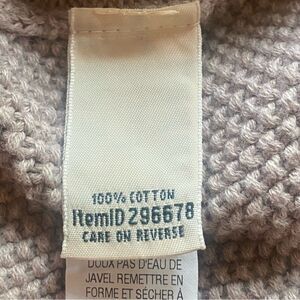 100% COTTON
ItemID 296678
CARE ON REVERSE
DOUX PAS D'EAU DE
JAVEL REMETTRE EN
FORME ET SÉCHER À